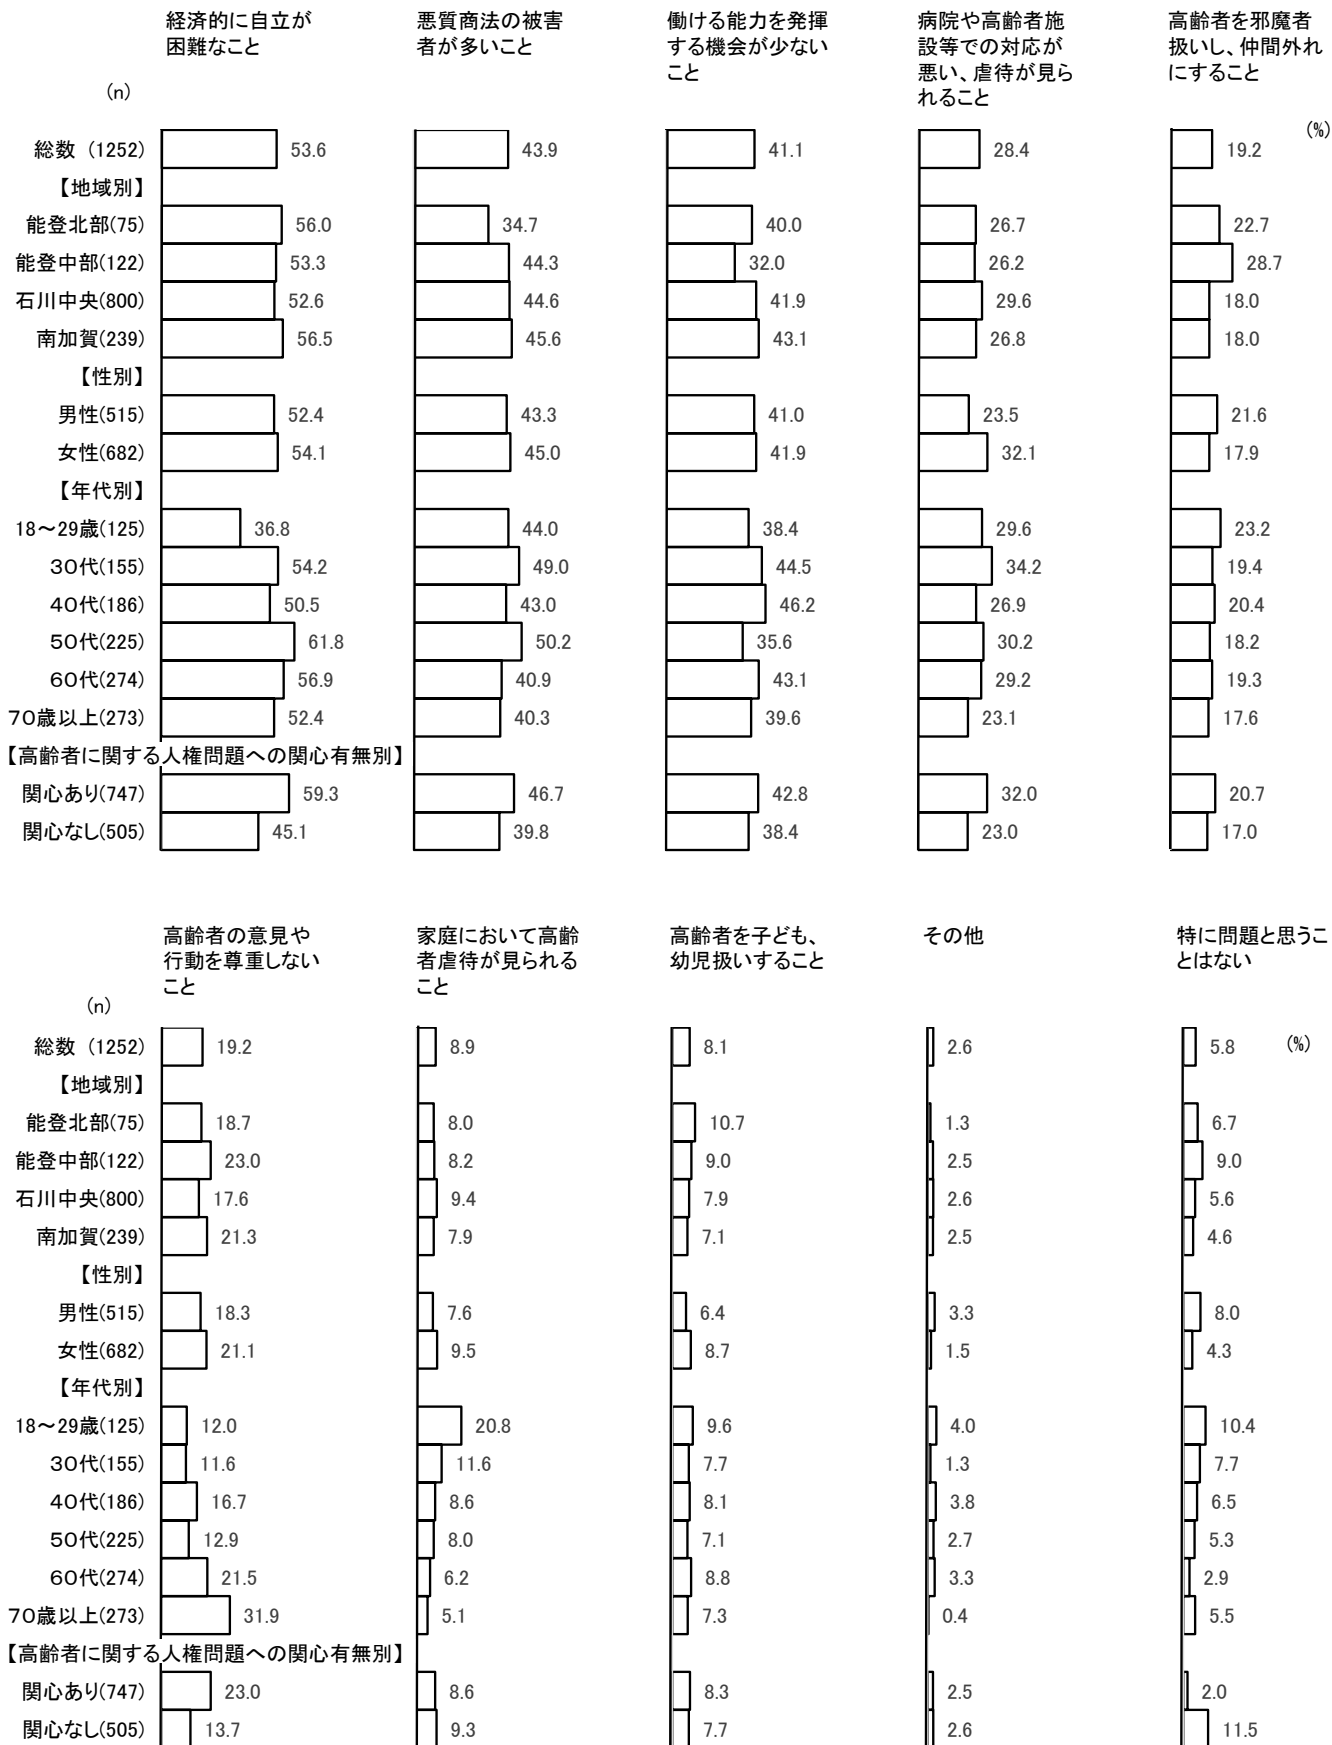 経済的に自立が
困難なこと
悪質商法の被害
者が多いこと
働ける能力を発揮
する機会が少ない
こと
病院や高齢者施
設等での対応が
悪い、虐待が見ら
れること
高齢者を邪魔者
扱いし、仲間外れ
にすること
(n)
(%)
総数 (1252) 53.6 43.9 41.1 28.4 19.2
【地域別】
能登北部(75) 56.0 34.7 40.0 26.7 22.7
能登中部(122) 53.3 44.3 32.0 26.2 28.7
石川中央(800) 52.6 44.6 41.9 29.6 18.0
南加賀(239) 56.5 45.6 43.1 26.8 18.0
【性別】
男性(515) 52.4 43.3 41.0 23.5 21.6
女性(682) 54.1 45.0 41.9 32.1 17.9
【年代別】
18～29歳(125) 36.8 44.0 38.4 29.6 23.2
30代(155) 54.2 49.0 44.5 34.2 19.4
40代(186) 50.5 43.0 46.2 26.9 20.4
50代(225) 61.8 50.2 35.6 30.2 18.2
60代(274) 56.9 40.9 43.1 29.2 19.3
70歳以上(273) 52.4 40.3 39.6 23.1 17.6
【高齢者に関する人権問題への関心有無別】
関心あり(747) 59.3 46.7 42.8 32.0 20.7
関心なし(505) 45.1 39.8 38.4 23.0 17.0
高齢者の意見や
行動を尊重しない
こと
家庭において高齢
者虐待が見られる
こと
高齢者を子ども、
幼児扱いすること
その他
特に問題と思うこ
とはない
(n)
総数 (1252) 19.2 8.9 8.1 2.6 5.8 (%)
【地域別】
能登北部(75) 18.7 8.0 10.7 1.3 6.7
能登中部(122) 23.0 8.2 9.0 2.5 9.0
石川中央(800) 17.6 9.4 7.9 2.6 5.6
南加賀(239) 21.3 7.9 7.1 2.5 4.6
【性別】
男性(515) 18.3 7.6 6.4 3.3 8.0
女性(682) 21.1 9.5 8.7 1.5 4.3
【年代別】
18～29歳(125) 12.0 20.8 9.6 4.0 10.4
30代(155) 11.6 11.6 7.7 1.3 7.7
40代(186) 16.7 8.6 8.1 3.8 6.5
50代(225) 12.9 8.0 7.1 2.7 5.3
60代(274) 21.5 6.2 8.8 3.3 2.9
70歳以上(273) 31.9 5.1 7.3 0.4 5.5
【高齢者に関する人権問題への関心有無別】
関心あり(747) 23.0 8.6 8.3 2.5 2.0
関心なし(505) 13.7 9.3 7.7 2.6 11.5